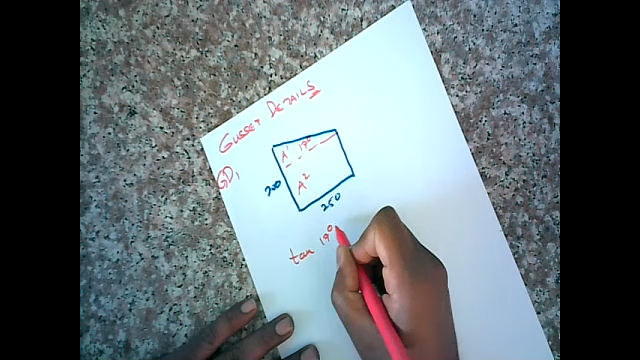 GUSSET DETAILS
GD1
A1 19°
200
A2
250
tan 19°